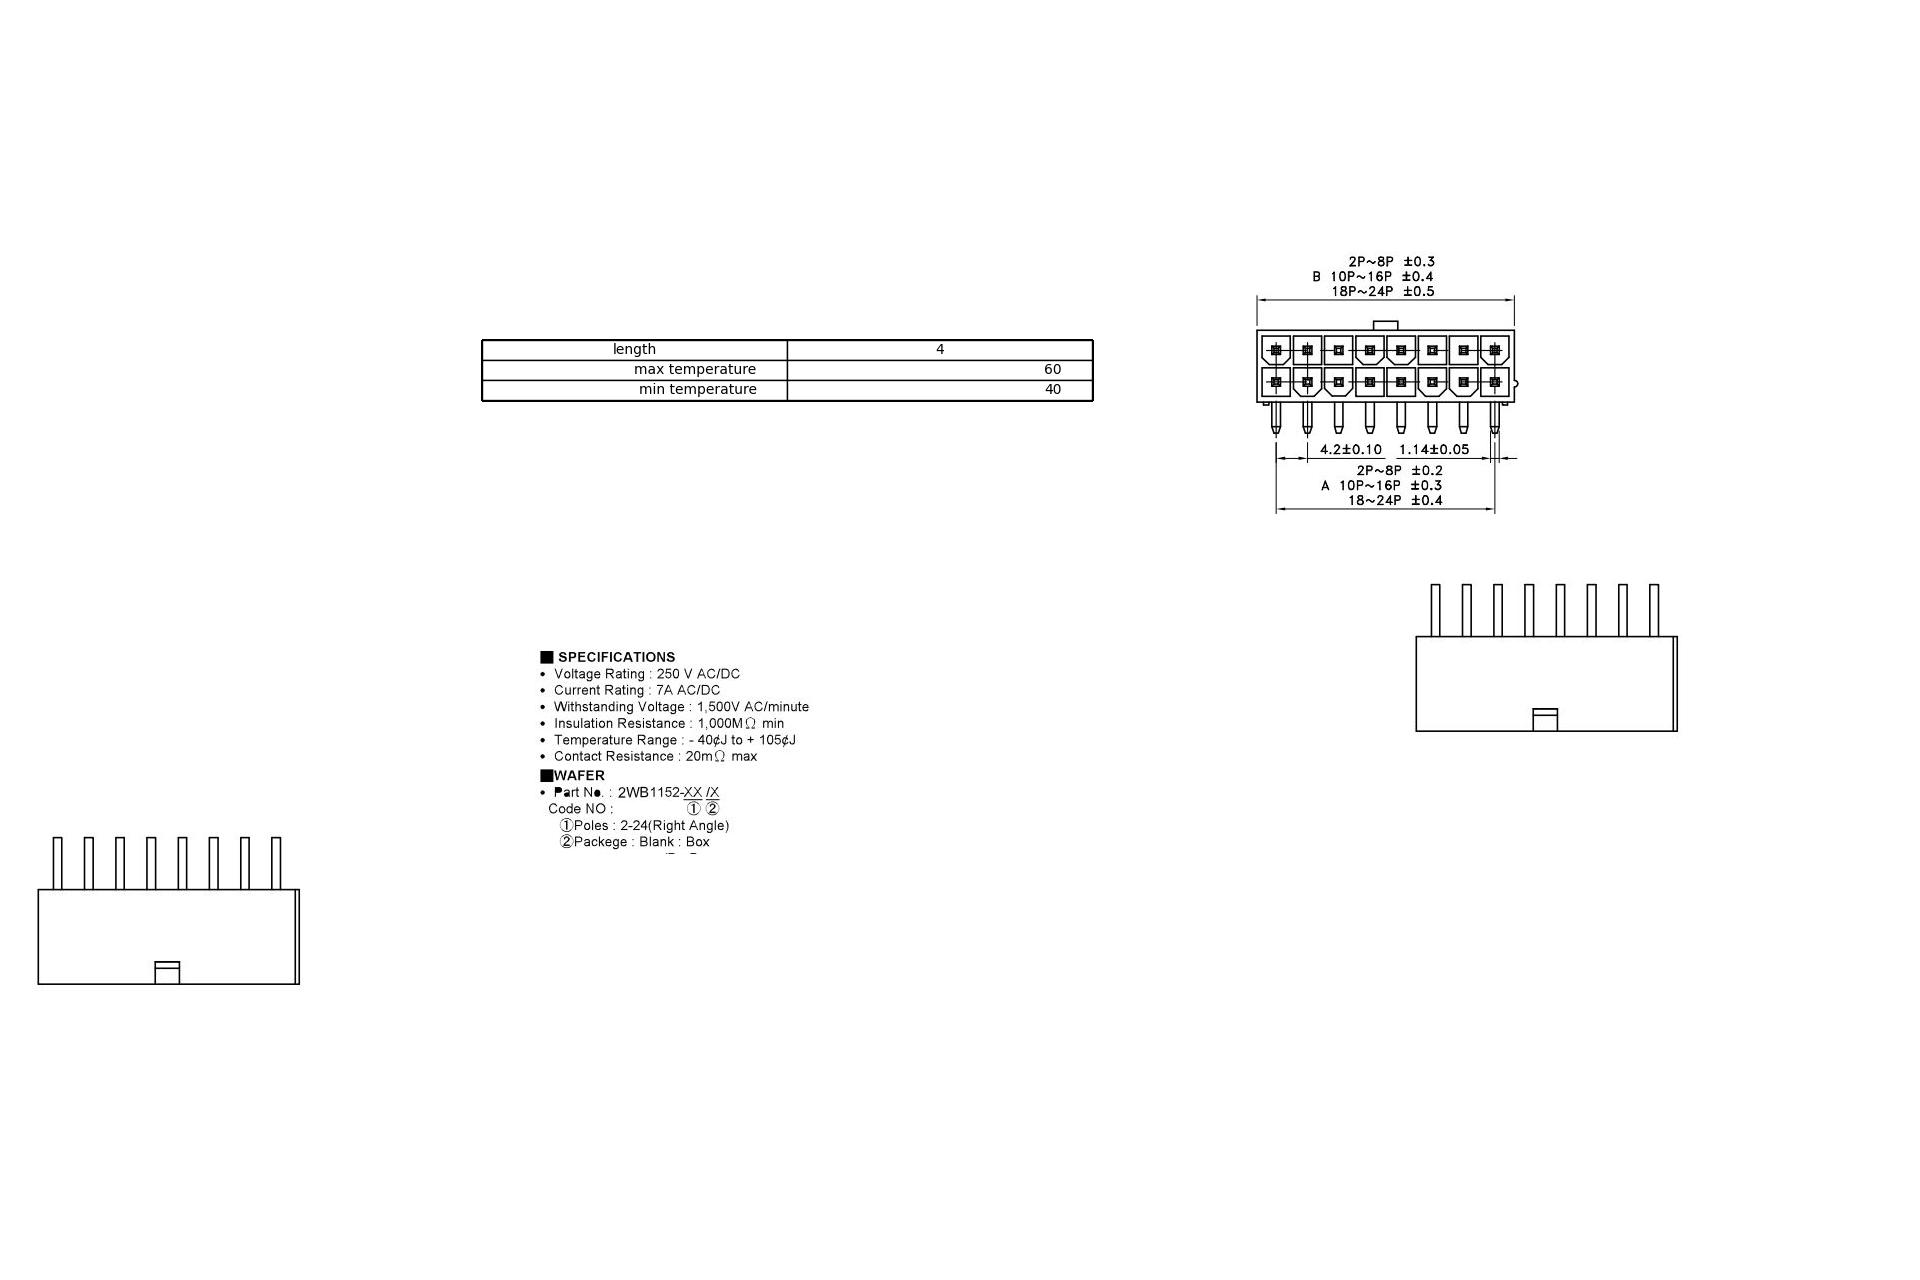 2P~8P ±0.3
B 10P~16P ±0.4
18P~24P ±0.5
length 4
max temperature 60
min temperature 40
4.2±0.10 1.14±0.05
2P~8P ±0.2
A 10P~16P ±0.3
18~24P ±0.4
■ SPECIFICATIONS
• Voltage Rating : 250 V AC/DC
• Current Rating : 7A AC/DC
• Withstanding Voltage : 1,500V AC/minute
• Insulation Resistance : 1,000MΩ min
• Temperature Range : - 40¢J to + 105¢J
• Contact Resistance : 20mΩ max
■WAFER
• Part No. : 2WB1152-XX /X
Code NO : ① ②
①Poles : 2-24(Right Angle)
②Packege : Blank : Box